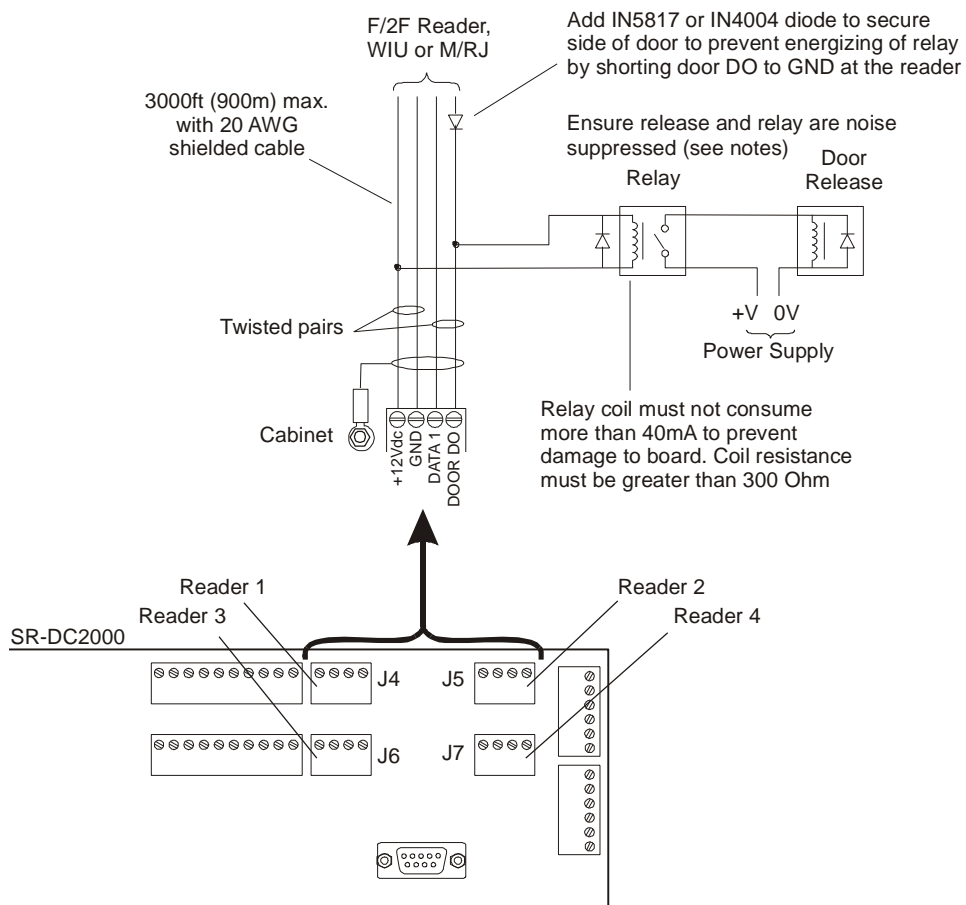 F/2F Reader,
WIU or M/RJ
Add IN5817 or IN4004 diode to secure
side of door to prevent energizing of relay
by shorting door DO to GND at the reader
3000ft (900m) max.
with 20 AWG
shielded cable
Ensure release and relay are noise
suppressed (see notes)
Relay
Door
Release
Twisted pairs
+V 0V
Power Supply
Cabinet
+12Vdc
GND
DATA 1
DOOR DO
Relay coil must not consume
more than 40mA to prevent
damage to board. Coil resistance
must be greater than 300 Ohm
Reader 1
Reader 2
Reader 3
Reader 4
SR-DC2000
J4
J5
J6
J7